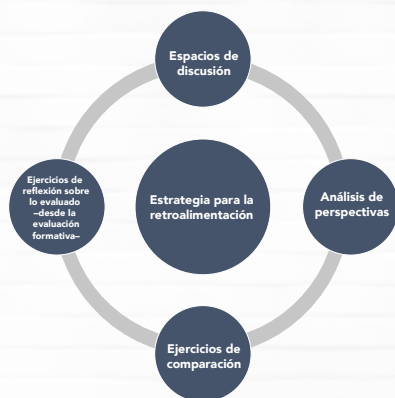 Espacios de
discusión
Ejercicios de
reflexión sobre
lo evaluado
–desde la
evaluación
formativa–
Estrategia para la
retroalimentación
Análisis de
perspectivas
Ejercicios de
comparación